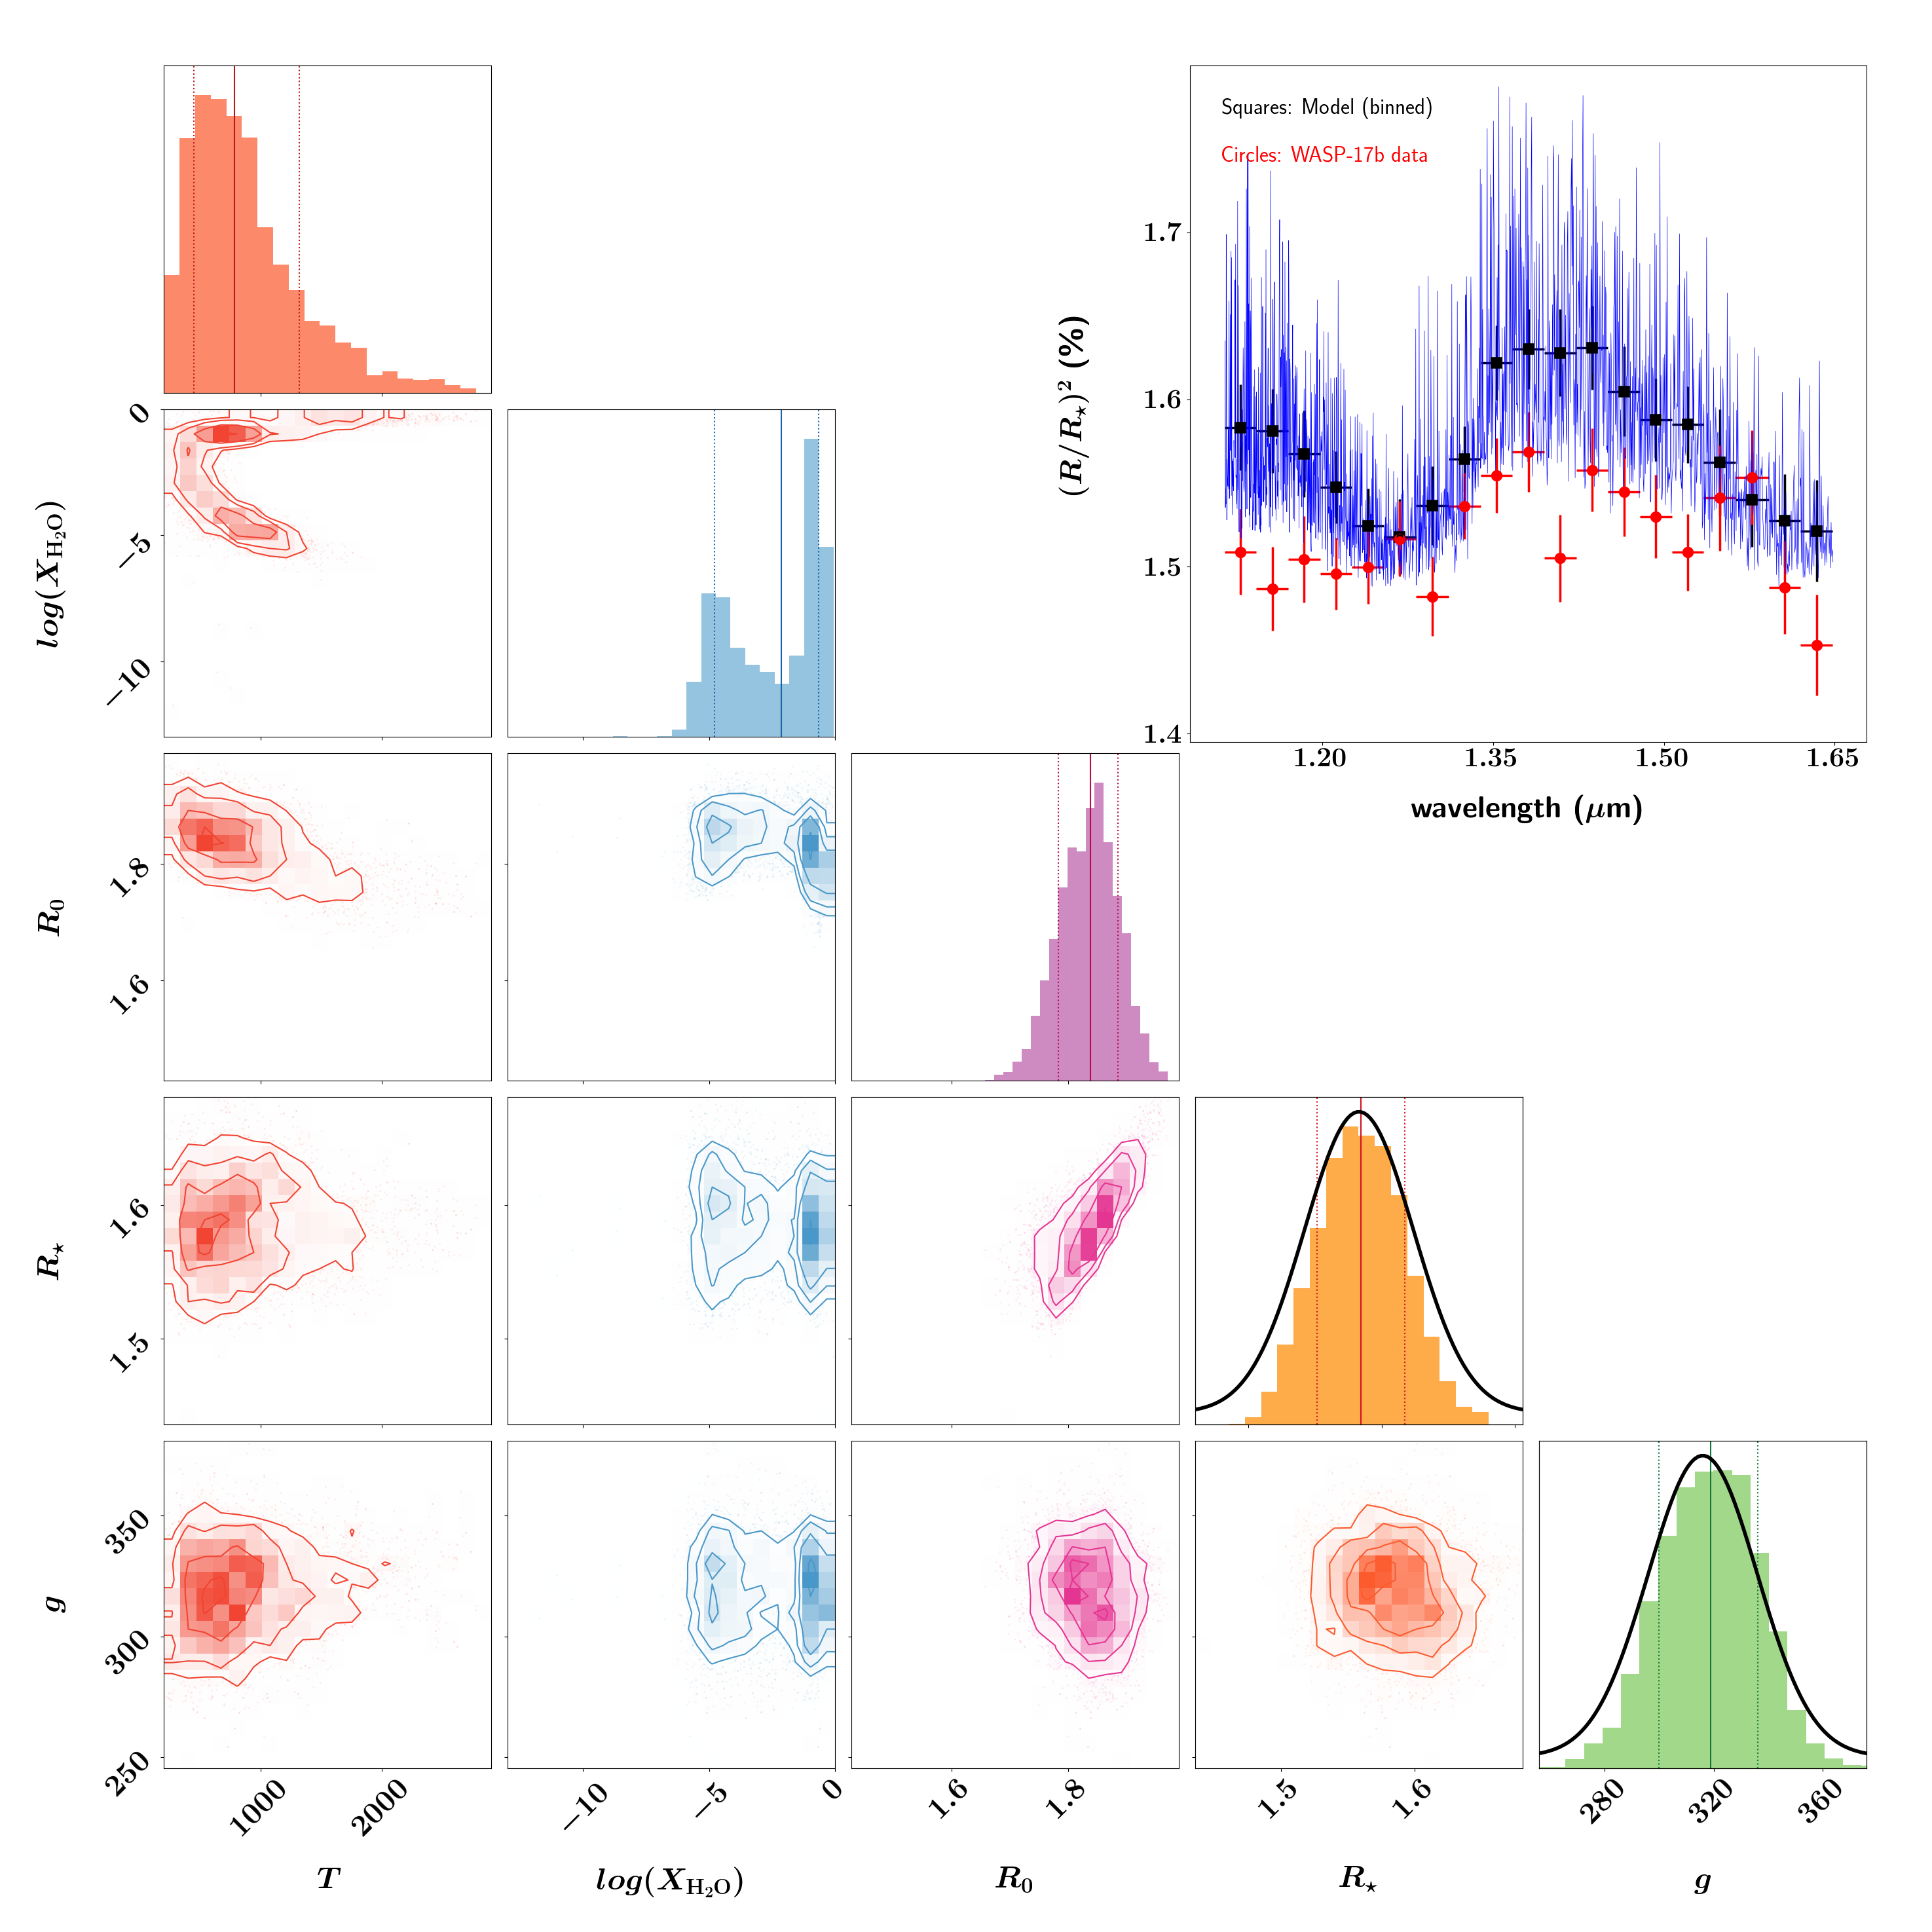 Squares: Model (binned)
Circles: WASP-17b data
(R/R⋆)² (%)
1.7
1.6
1.5
1.4
1.20 1.35 1.50 1.65
wavelength (μm)
log(X_H₂O)
0
−5
−10
R₀
1.8
1.6
R⋆
1.6
1.5
g
350
300
250
1000 2000 −10 −5 0 1.6 1.8 1.5 1.6 280 320 360
T log(X_H₂O) R₀ R⋆ g